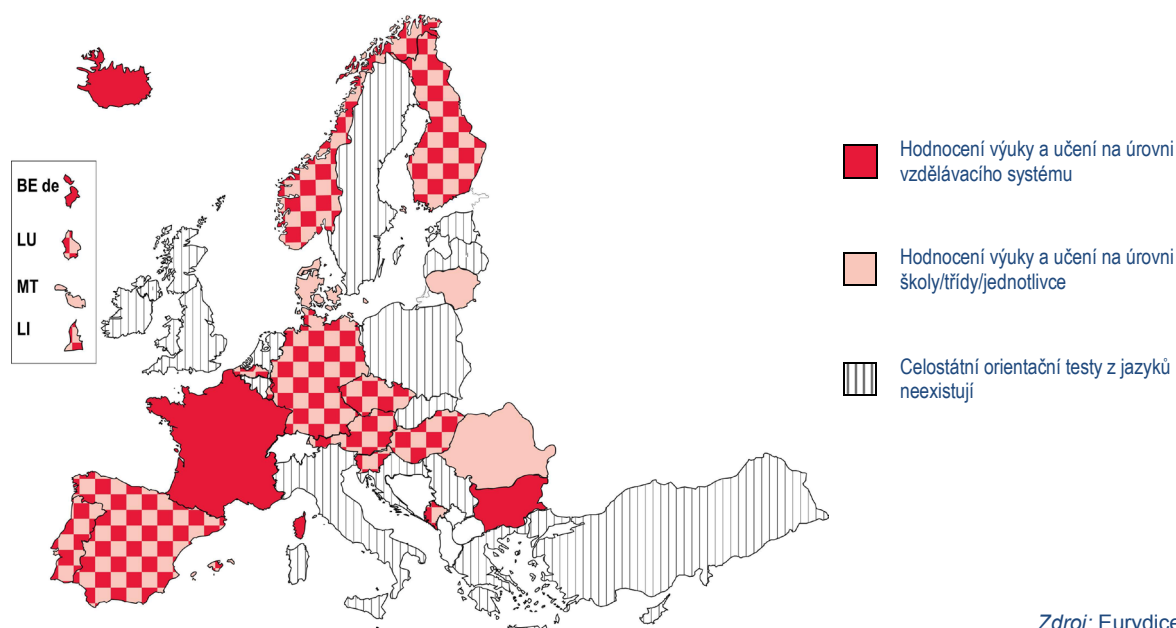 BE de
LU
MT
LI
Hodnocení výuky a učení na úrovni
vzdělávacího systému
Hodnocení výuky a učení na úrovni
školy/třídy/jednotlivce
Celostátní orientační testy z jazyků
neexistují
Zdroj: Eurydice